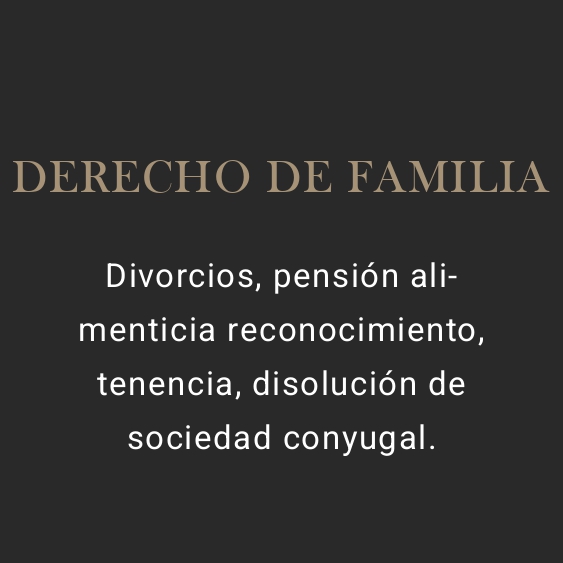 DERECHO DE FAMILIA
Divorcios, pensión ali-
menticia reconocimiento,
tenencia, disolución de
sociedad conyugal.